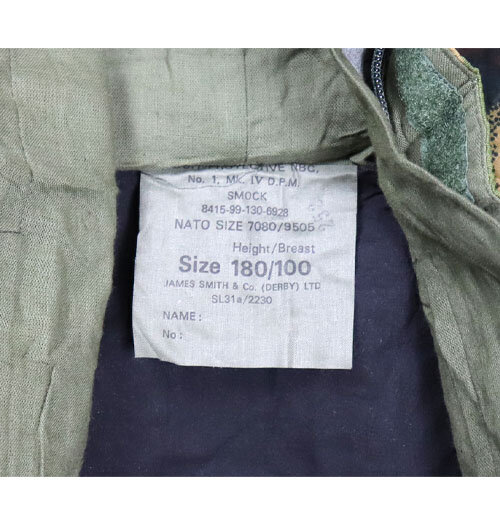 NBC,
No. 1, Mk. IV D.P.M.
SMOCK
8415-99-130-6928
NATO SIZE 7080/9505
Height/Breast
Size 180/100
JAMES SMITH & Co. (DERBY) LTD
SL31a/2230
NAME :
No :